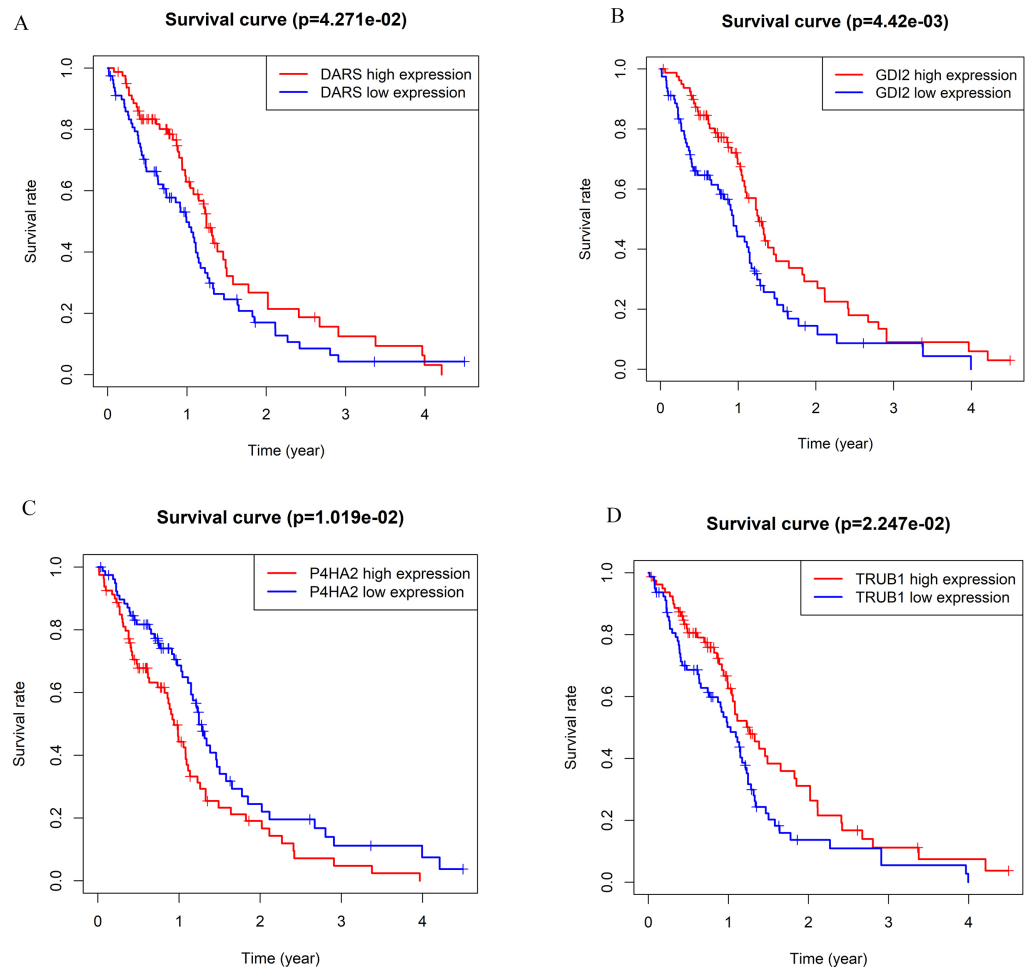 A
Survival curve (p=4.271e-02)
DARS high expression
DARS low expression
Survival rate
0.0 0.2 0.4 0.6 0.8 1.0
0 1 2 3 4
Time (year)
B
Survival curve (p=4.42e-03)
GDI2 high expression
GDI2 low expression
Survival rate
0.0 0.2 0.4 0.6 0.8 1.0
0 1 2 3 4
Time (year)
C
Survival curve (p=1.019e-02)
P4HA2 high expression
P4HA2 low expression
Survival rate
0.0 0.2 0.4 0.6 0.8 1.0
0 1 2 3 4
Time (year)
D
Survival curve (p=2.247e-02)
TRUB1 high expression
TRUB1 low expression
Survival rate
0.0 0.2 0.4 0.6 0.8 1.0
0 1 2 3 4
Time (year)